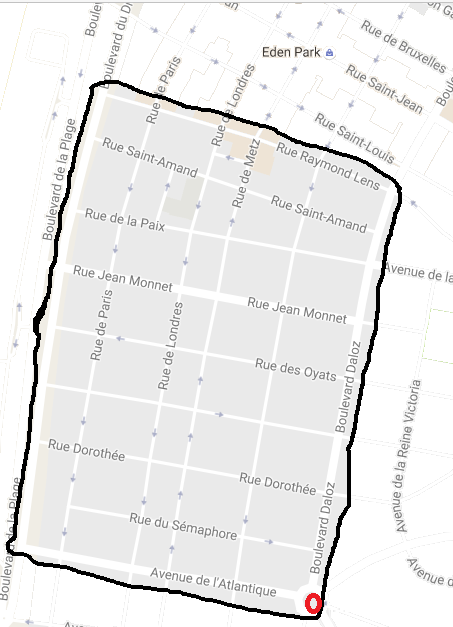 Boulevard du D
Boule
Rue de Bruxelles
Eden Park
Rue de Paris
Rue de Londres
Rue Saint-Jean
Boule
Rue Saint-Louis
Rue de Metz
Rue Raymond Lens
Rue Saint-Amand
Boulevard de la Plage
Rue Saint-Amand
Rue de la Paix
Avenue de la
Rue Jean Monnet
Rue Jean Monnet
Rue de Paris
Rue de Londres
Rue des Oyats
Boulevard Daloz
Avenue de la Reine Victoria
Rue Dorothée
Rue Dorothée
Boulevard Daloz
Boulevard de la Plage
Rue du Sémaphore
Avenue de l'Atlantique
Avenue d